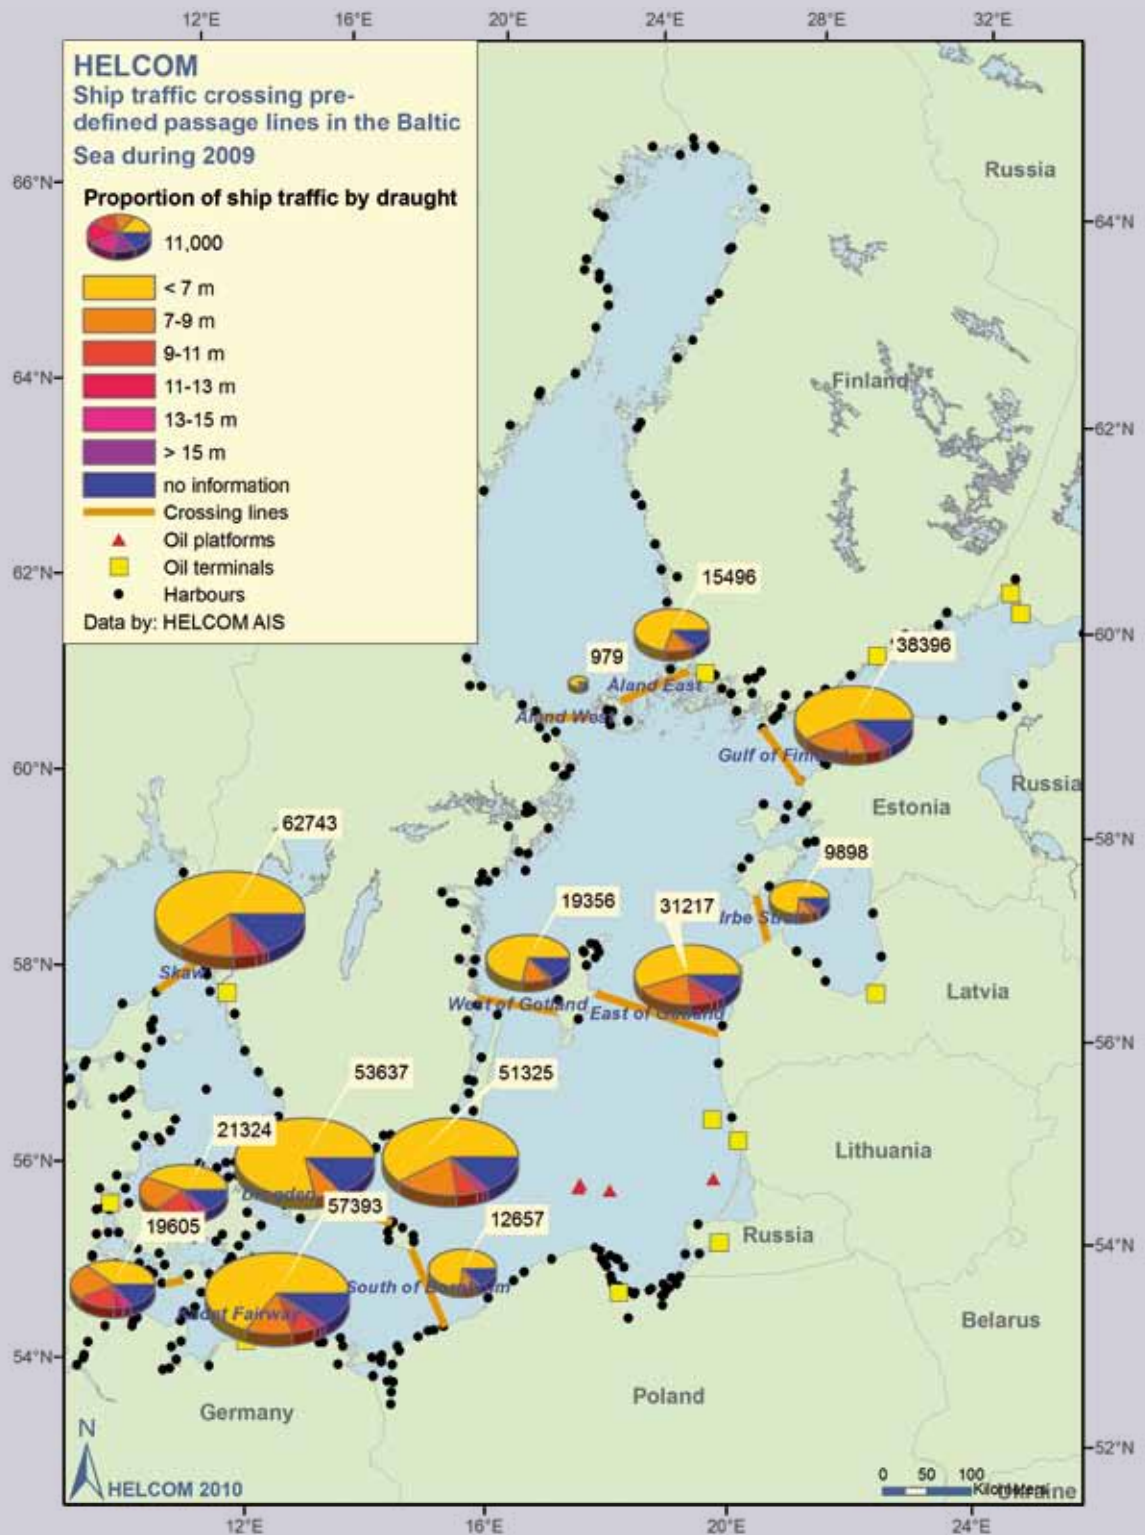 12°E 16°E 20°E 24°E 28°E 32°E
HELCOM
Ship traffic crossing pre-
defined passage lines in the Baltic
Sea during 2009
Proportion of ship traffic by draught
11,000
< 7 m
7-9 m
9-11 m
11-13 m
13-15 m
> 15 m
no information
Crossing lines
Oil platforms
Oil terminals
Harbours
Data by: HELCOM AIS
66°N
64°N
62°N
60°N
58°N
56°N
54°N
64°N
62°N
60°N
58°N
56°N
54°N
52°N
Russia
Finland
15496
979
Åland East
Åland West
38396
Gulf of
Russia
Estonia
62743
9898
19356
31217
Irbe
Skaw
West of Gotland
East of Gotland
Latvia
53637
51325
21324
Lithuania
57393
19605
12657
Russia
South of
Fairway
Belarus
Poland
Germany
N
HELCOM 2010
0 50 100
Kilometers
Ukraine
12°E 16°E 20°E 24°E